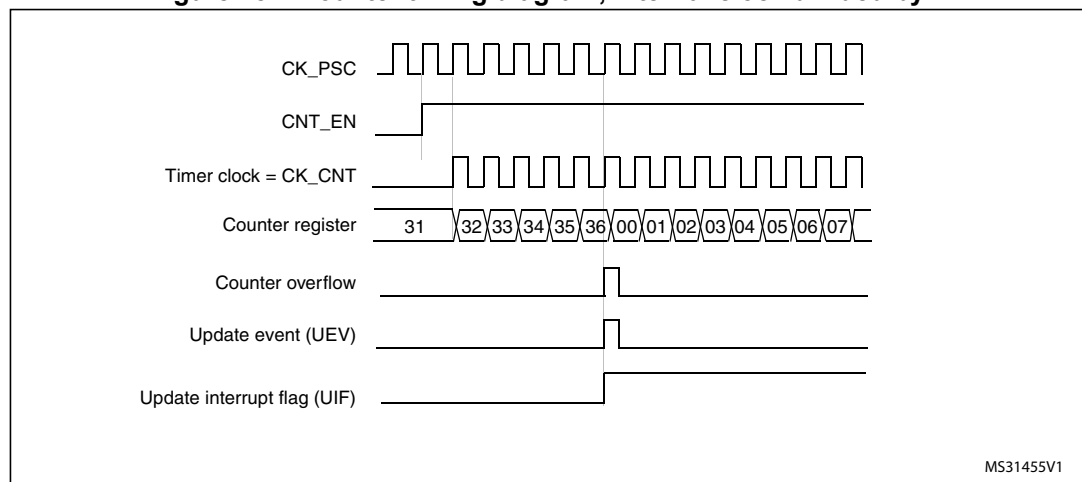 CK_PSC
CNT_EN
Timer clock = CK_CNT
Counter register 31 32 33 34 35 36 00 01 02 03 04 05 06 07
Counter overflow
Update event (UEV)
Update interrupt flag (UIF)
MS31455V1